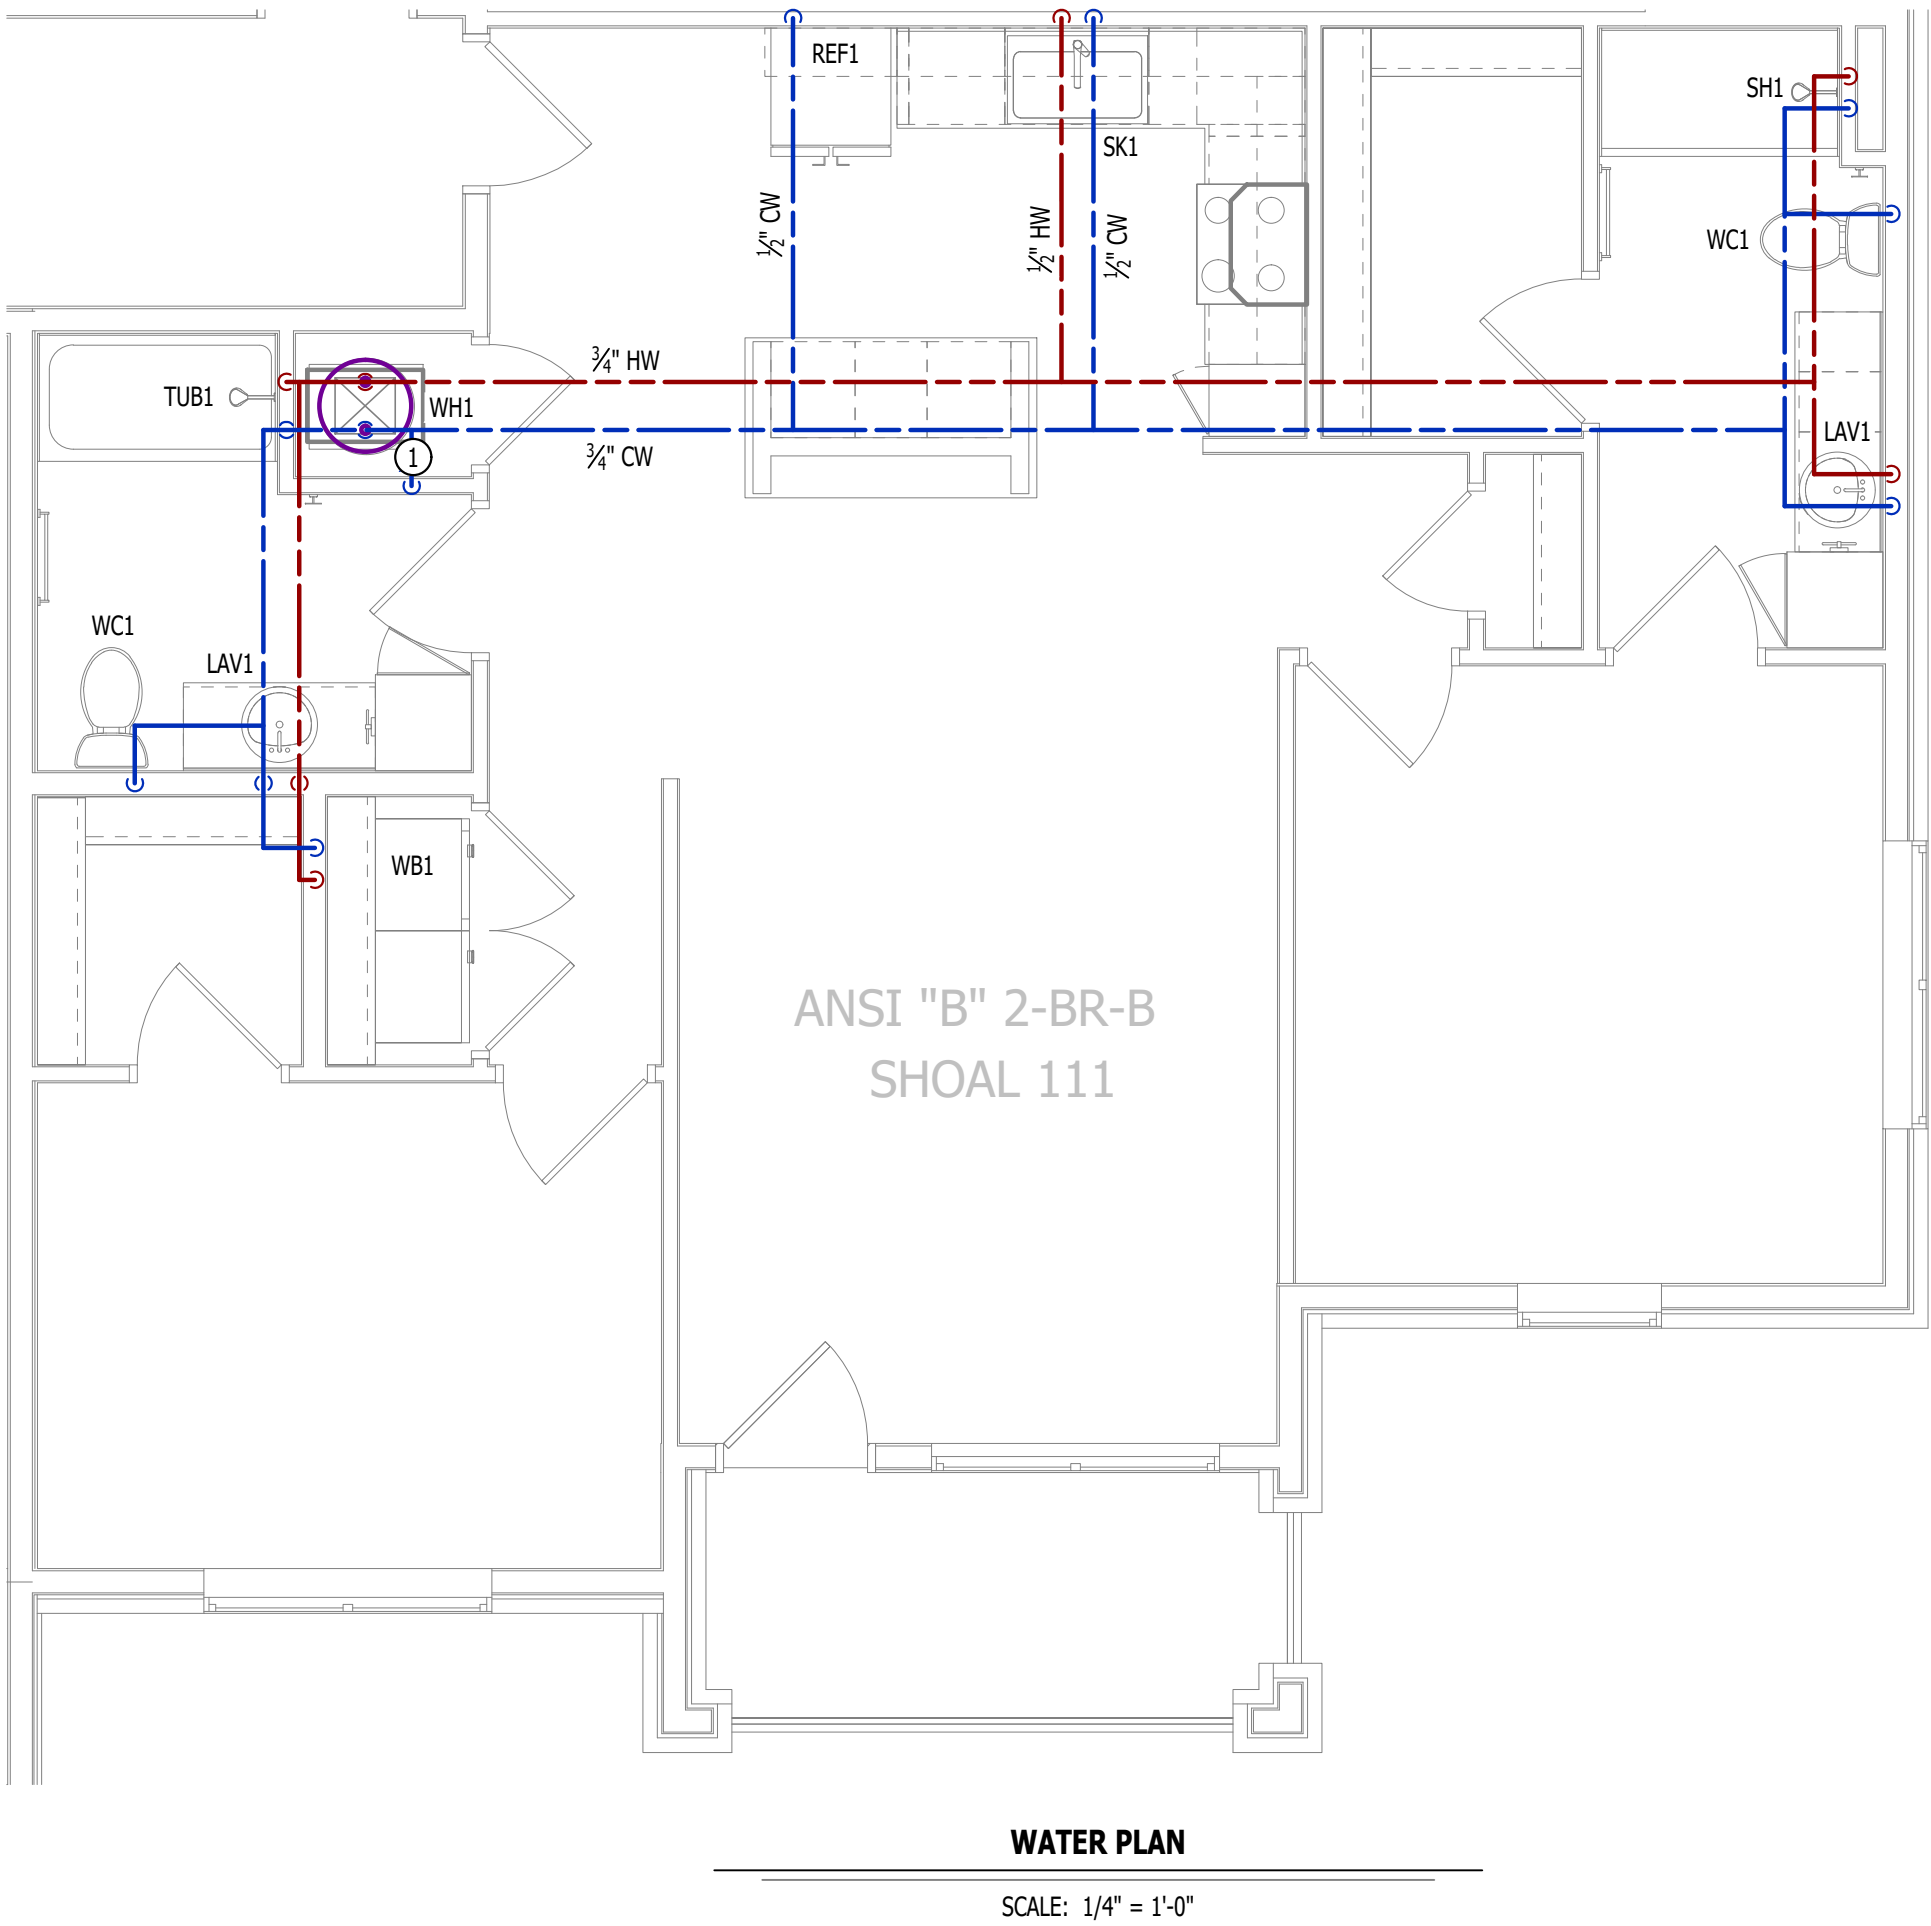 REF1
SH1
SK1
½" CW
½" HW
½" CW
WC1
¾" HW
TUB1
WH1
LAV1
¾" CW
1
WC1
LAV1
WB1
ANSI "B" 2-BR-B
SHOAL 111
WATER PLAN
SCALE: 1/4" = 1'-0"